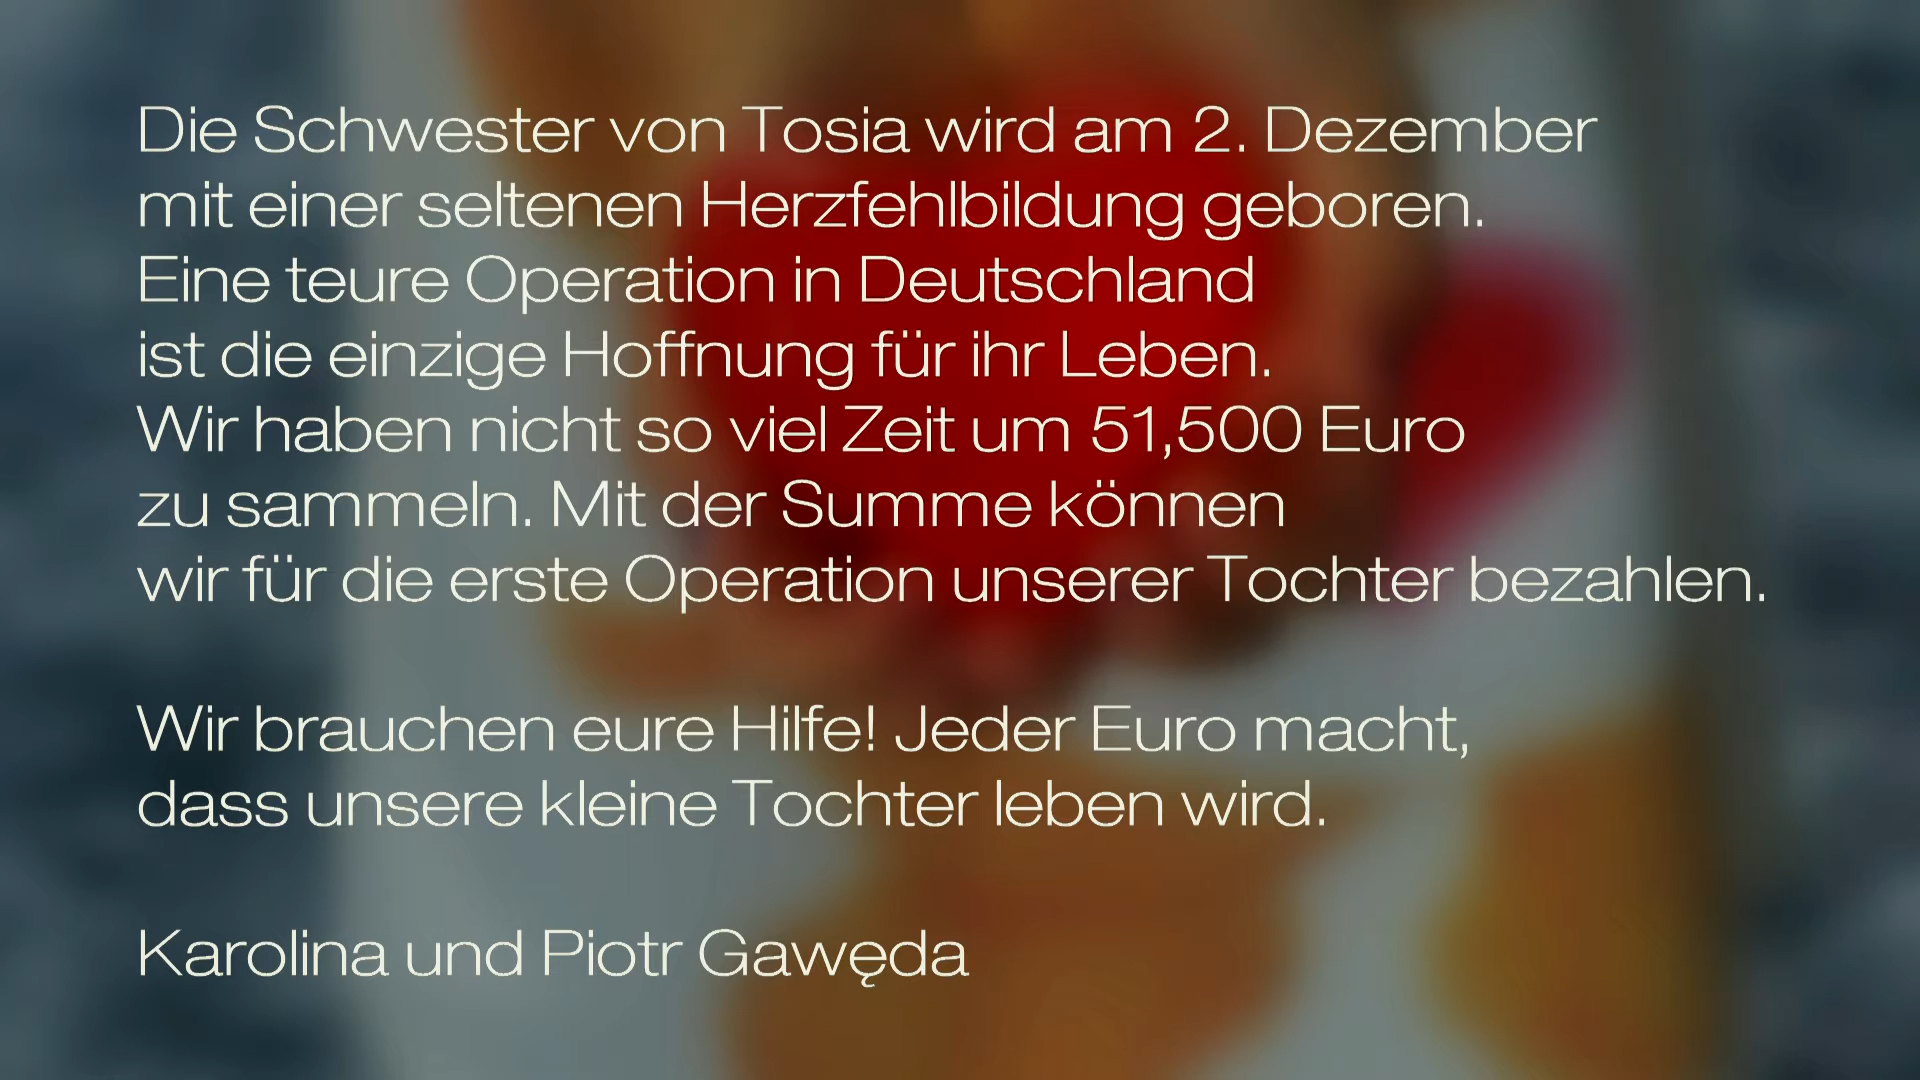 Die Schwester von Tosia wird am 2. Dezember
mit einer seltenen Herzfehlbildung geboren.
Eine teure Operation in Deutschland
ist die einzige Hoffnung für ihr Leben.
Wir haben nicht so viel Zeit um 51,500 Euro
zu sammeln. Mit der Summe können
wir für die erste Operation unserer Tochter bezahlen.
Wir brauchen eure Hilfe! Jeder Euro macht,
dass unsere kleine Tochter leben wird.
Karolina und Piotr Gawęda